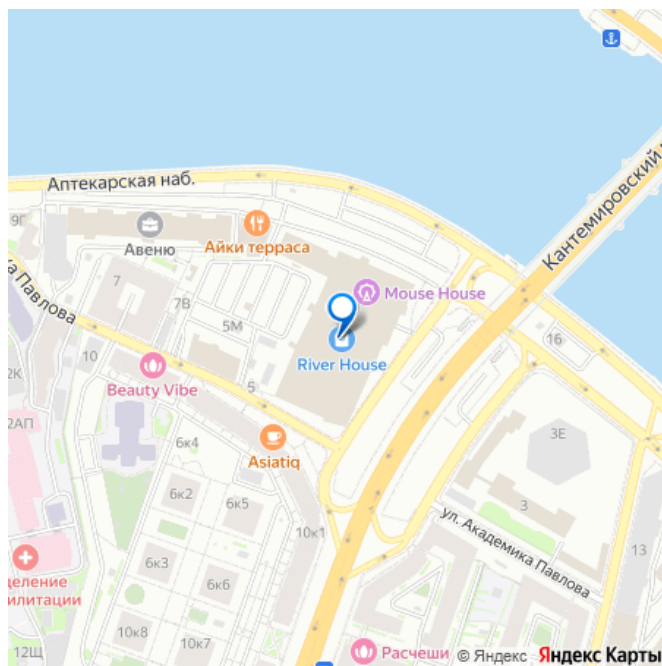 Кантемировский
Аптекарская наб.
9Г
Авеню
Айки терраса
ка Павлова
7
Mouse House
7В
5М
16
10
River House
2К
Beauty Vibe
5
3Е
2АП
6к4
Asiatiq
6к2
6к5
3
10к1
ул. Академика Павлова
13
6к3
деление
билитации
6к6
10к8
10к7
12Щ
Расчеши
© Яндекс Яндекс Карты